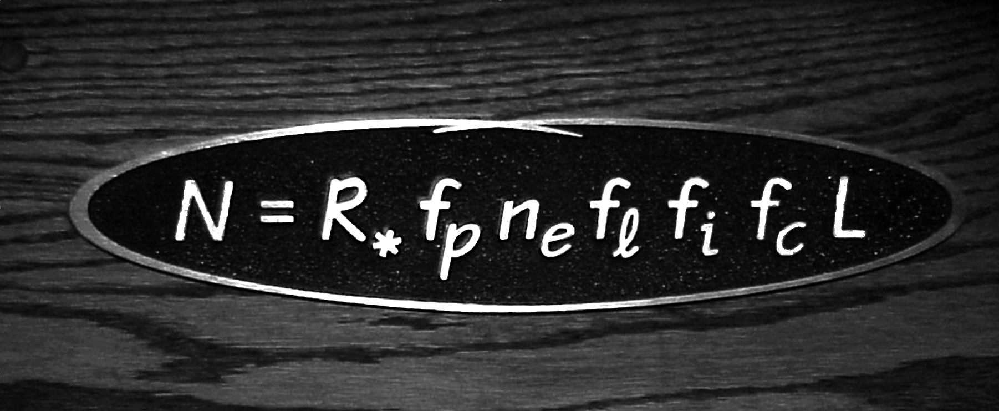 N = R* fp ne fℓ fi fc L